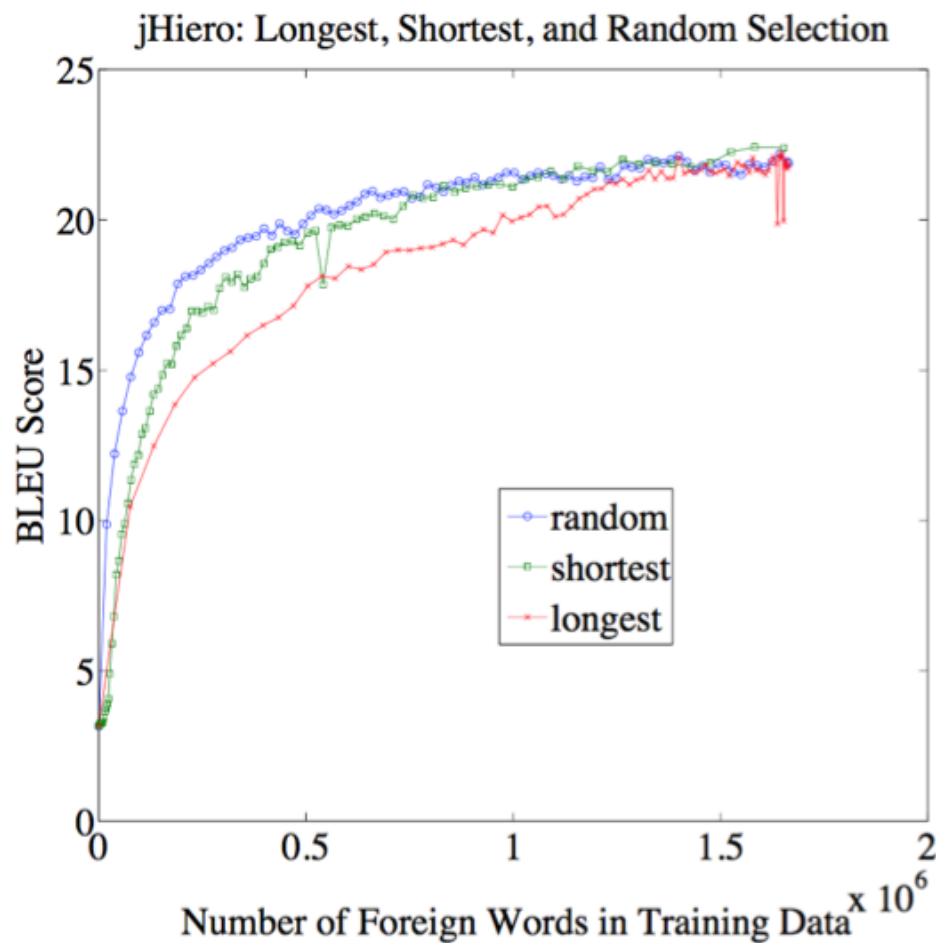 jHiero: Longest, Shortest, and Random Selection
25
20
15
10
5
0
BLEU Score
random
shortest
longest
0
0.5
1
1.5
2
x 10^6
Number of Foreign Words in Training Data